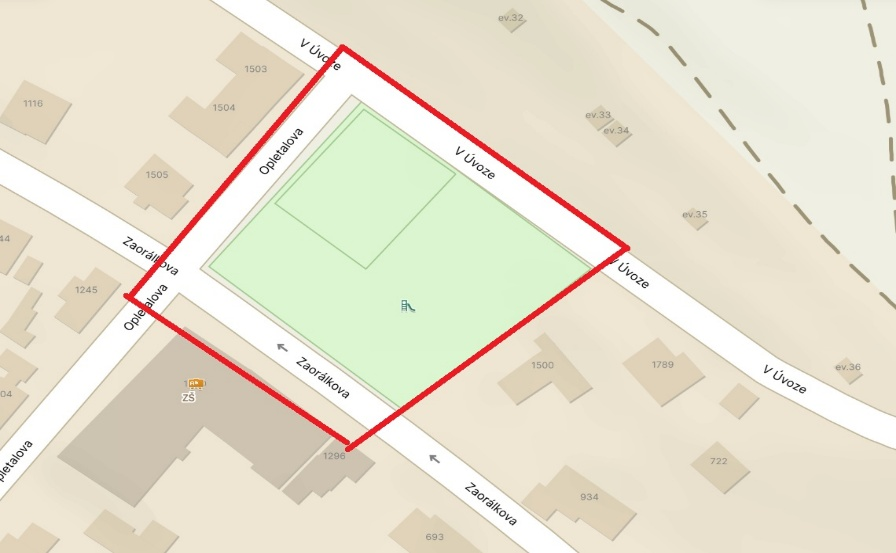 ev.32
V Úvoze
1503
1116
1504
ev.33
ev.34
Opletalova
V Úvoze
1505
ev.35
Zaorálkova
44
V Úvoze
1245
Opletalova
1500
1789
ev.36
Zaorálkova
V Úvoze
04
ZŠ
1296
722
pletalova
934
Zaorálkova
693